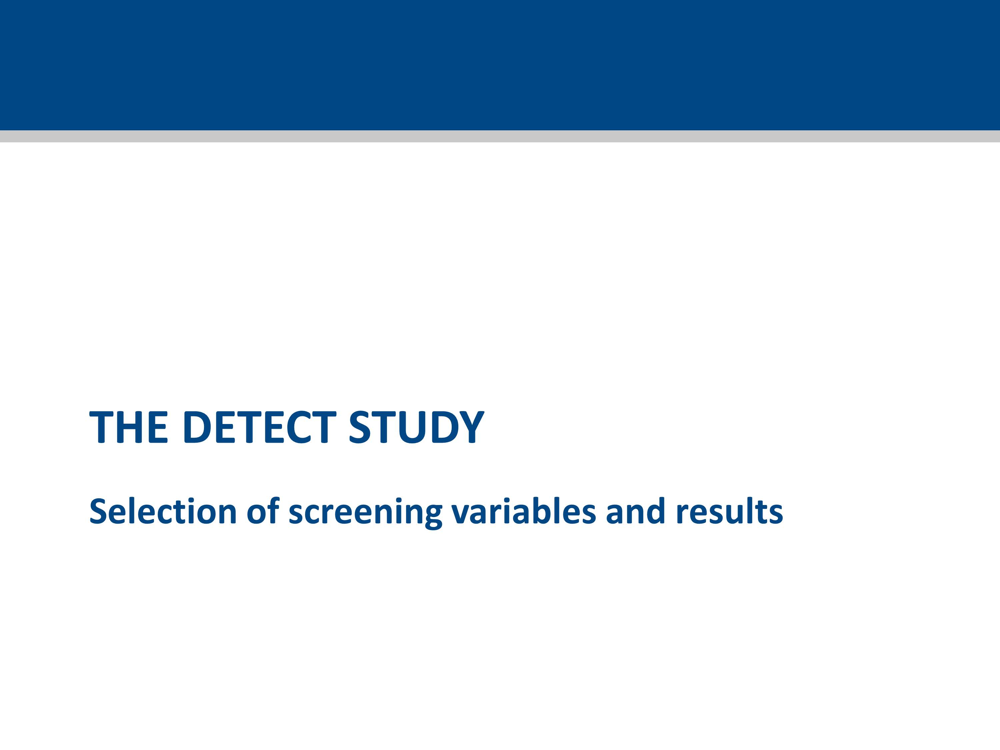 THE DETECT STUDY
Selection of screening variables and results